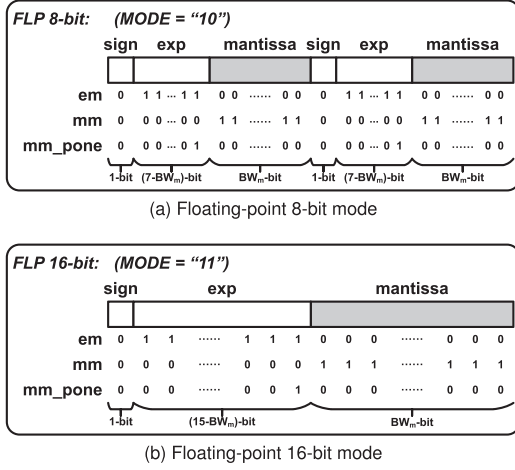 FLP 8-bit: (MODE = “10”)
sign exp mantissa sign exp mantissa
em 0 1 1 ··· 1 1 0 0 ······ 0 0 0 1 1 ··· 1 1 0 0 ······ 0 0
mm 0 0 0 ··· 0 0 1 1 ······ 1 1 0 0 0 ··· 0 0 1 1 ······ 1 1
mm_pone 0 0 0 ··· 0 1 0 0 ······ 0 0 0 0 0 ··· 0 1 0 0 ······ 0 0
1-bit (7-BWm)-bit BWm-bit 1-bit (7-BWm)-bit BWm-bit
(a) Floating-point 8-bit mode
FLP 16-bit: (MODE = “11”)
sign exp mantissa
em 0 1 1 ······ 1 1 1 0 0 0 ······ 0 0 0
mm 0 0 0 ······ 0 0 0 1 1 1 ······ 1 1 1
mm_pone 0 0 0 ······ 0 0 1 0 0 0 ······ 0 0 0
1-bit (15-BWm)-bit BWm-bit
(b) Floating-point 16-bit mode